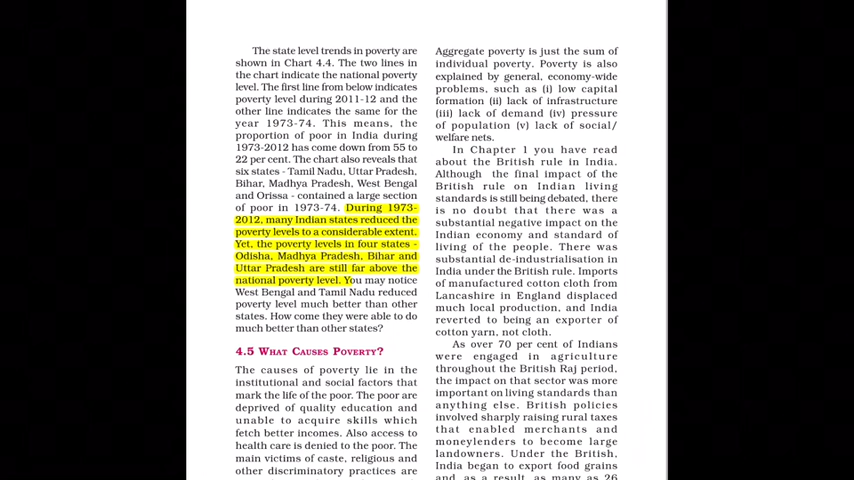 The state level trends in poverty are
shown in Chart 4.4. The two lines in
the chart indicate the national poverty
level. The first line from below indicates
poverty level during 2011-12 and the
other line indicates the same for the
year 1973-74. This means, the
proportion of poor in India during
1973-2012 has come down from 55 to
22 per cent. The chart also reveals that
six states - Tamil Nadu, Uttar Pradesh,
Bihar, Madhya Pradesh, West Bengal
and Orissa - contained a large section
of poor in 1973-74. During 1973-
2012, many Indian states reduced the
poverty levels to a considerable extent.
Yet, the poverty levels in four states -
Odisha, Madhya Pradesh, Bihar and
Uttar Pradesh are still far above the
national poverty level. You may notice
West Bengal and Tamil Nadu reduced
poverty level much better than other
states. How come they were able to do
much better than other states?
4.5 WHAT CAUSES POVERTY?
The causes of poverty lie in the
institutional and social factors that
mark the life of the poor. The poor are
deprived of quality education and
unable to acquire skills which
fetch better incomes. Also access to
health care is denied to the poor. The
main victims of caste, religious and
other discriminatory practices are
Aggregate poverty is just the sum of
individual poverty. Poverty is also
explained by general, economy-wide
problems, such as (i) low capital
formation (ii) lack of infrastructure
(iii) lack of demand (iv) pressure
of population (v) lack of social/
welfare nets.
In Chapter 1 you have read
about the British rule in India.
Although the final impact of the
British rule on Indian living
standards is still being debated, there
is no doubt that there was a
substantial negative impact on the
Indian economy and standard of
living of the people. There was
substantial de-industrialisation in
India under the British rule. Imports
of manufactured cotton cloth from
Lancashire in England displaced
much local production, and India
reverted to being an exporter of
cotton yarn, not cloth.
As over 70 per cent of Indians
were engaged in agriculture
throughout the British Raj period,
the impact on that sector was more
important on living standards than
anything else. British policies
involved sharply raising rural taxes
that enabled merchants and
moneylenders to become large
landowners. Under the British,
India began to export food grains
and, as a result, as many as 26